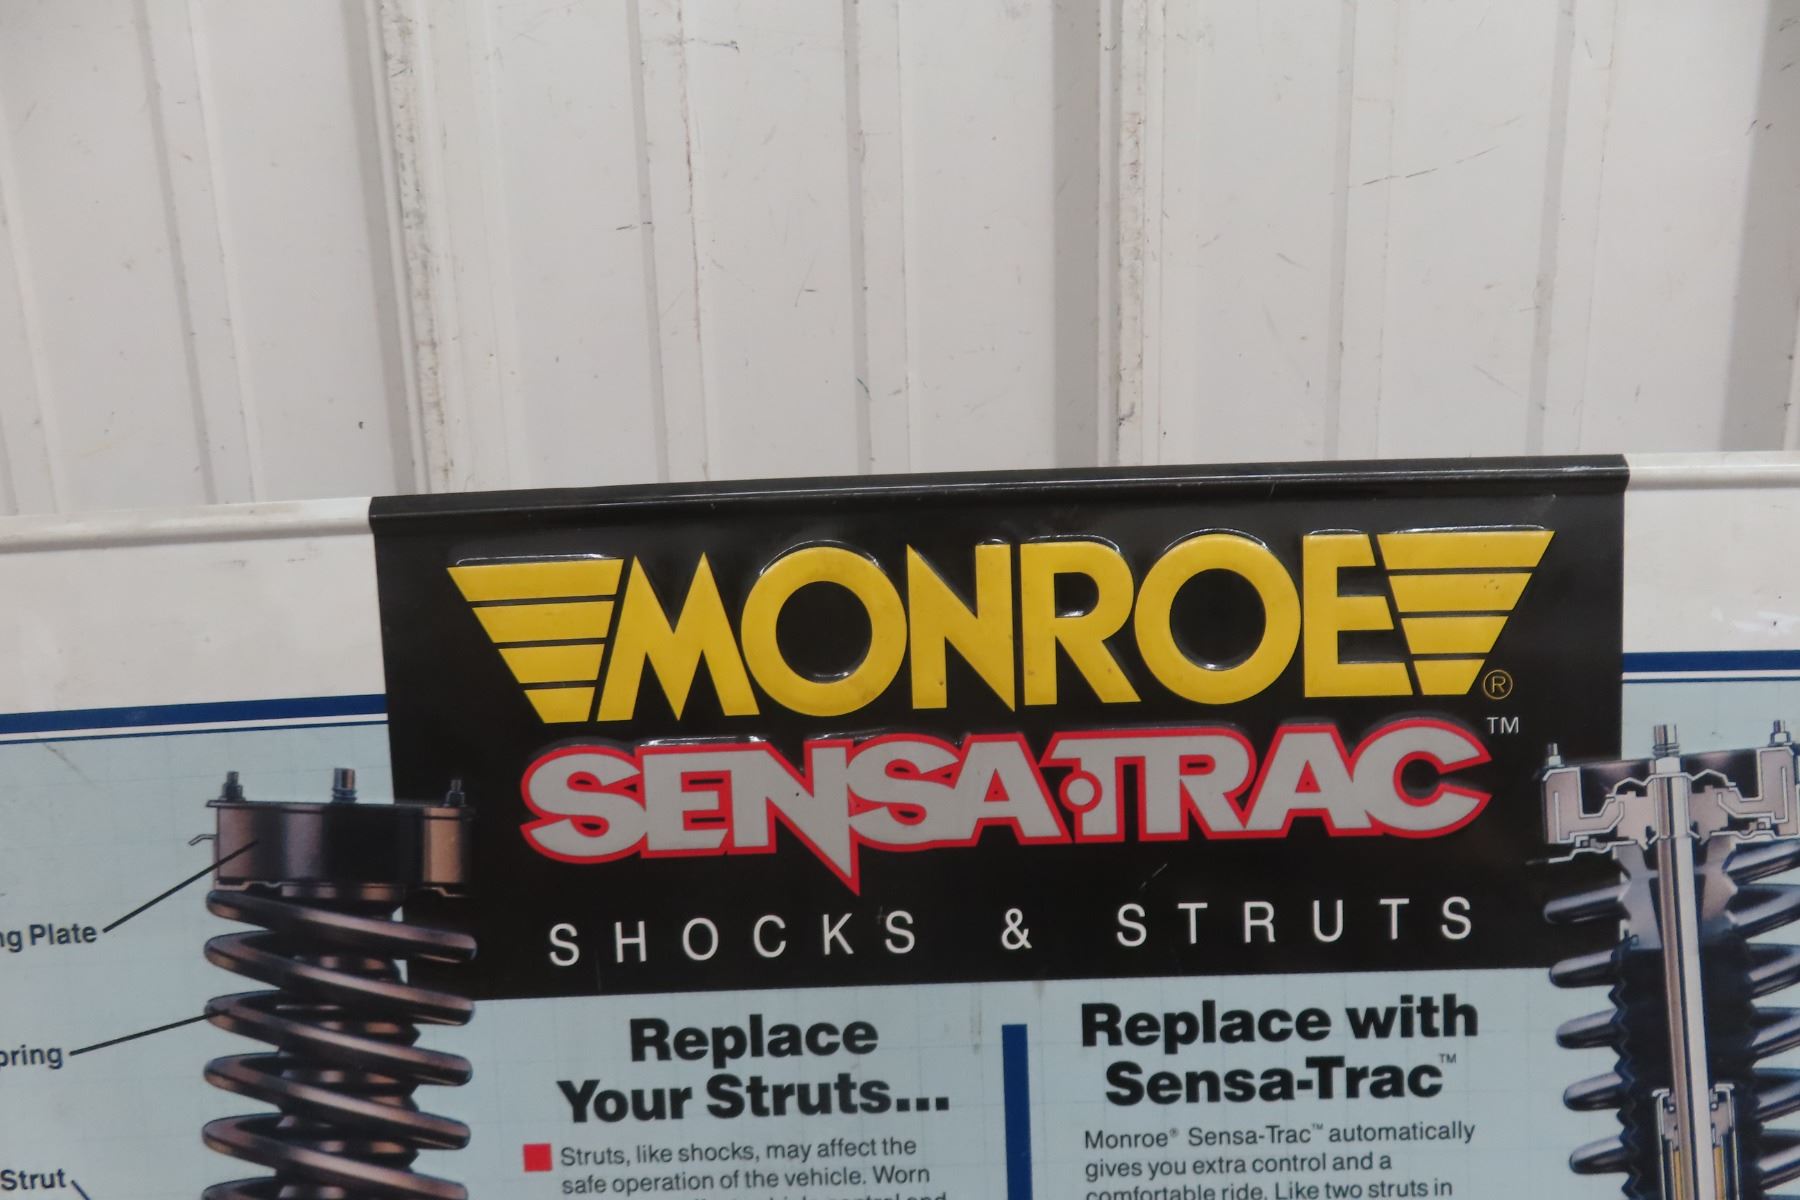 MONROE®
SENSA·TRAC™
SHOCKS & STRUTS
Plate
Strut
Replace
Your Struts...
Struts, like shocks, may affect the
safe operation of the vehicle. Worn
Replace with
Sensa-Trac™
Monroe® Sensa-Trac™ automatically
gives you extra control and a
comfortable ride. Like two struts in